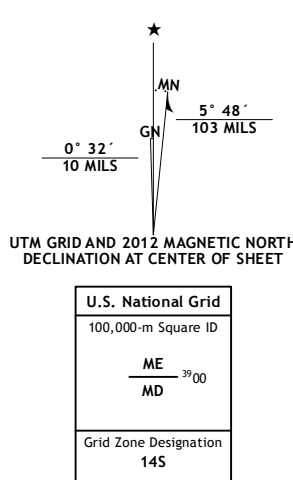 ★
MN
5° 48´
103 MILS
GN
0° 32´
10 MILS
UTM GRID AND 2012 MAGNETIC NORTH
DECLINATION AT CENTER OF SHEET
U.S. National Grid
100,000-m Square ID
ME
3900
MD
Grid Zone Designation
14S